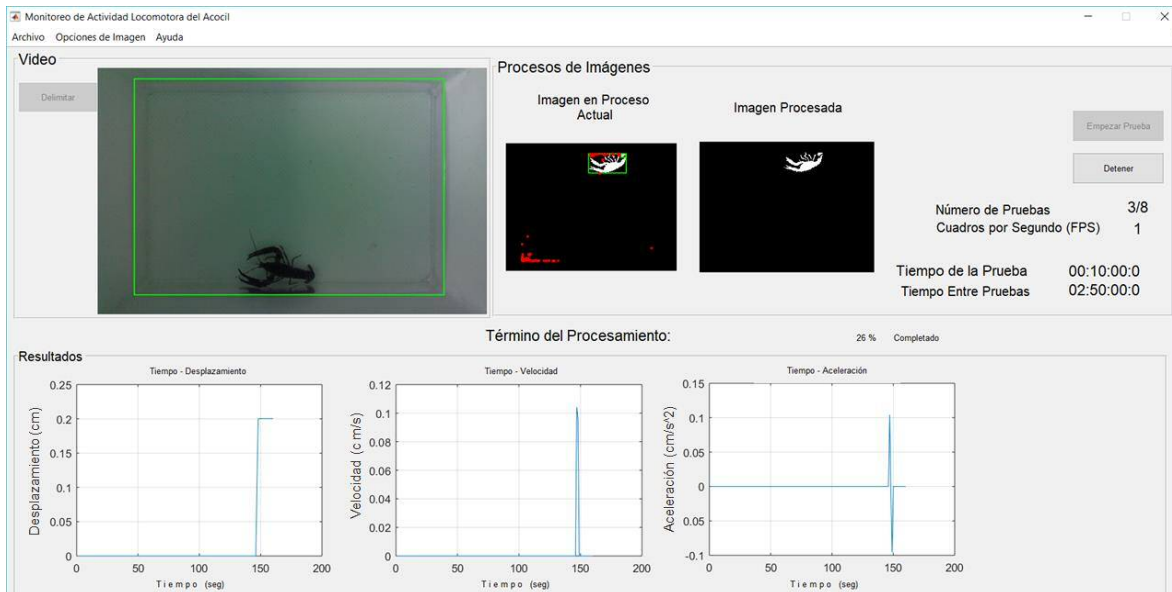 Monitoreo de Actividad Locomotora del Acocil
Archivo Opciones de Imagen Ayuda
Video
Delimitar
Procesos de Imágenes
Imagen en Proceso
Actual
Imagen Procesada
Empezar Prueba
Detener
Número de Pruebas 3/8
Cuadros por Segundo (FPS) 1
Tiempo de la Prueba 00:10:00:0
Tiempo Entre Pruebas 02:50:00:0
Término del Procesamiento: 26 % Completado
Resultados
Tiempo - Desplazamiento
Desplazamiento (cm)
0.25
0.2
0.15
0.1
0.05
0
0 50 100 150 200
Tiempo (seg)
Tiempo - Velocidad
Velocidad (c m/s)
0.12
0.1
0.08
0.06
0.04
0.02
0
0 50 100 150 200
Tiempo (seg)
Tiempo - Aceleración
Aceleración (cm/s^2)
0.15
0.1
0.05
0
0.05
-0.1
0 50 100 150 200
Tiempo (seg)